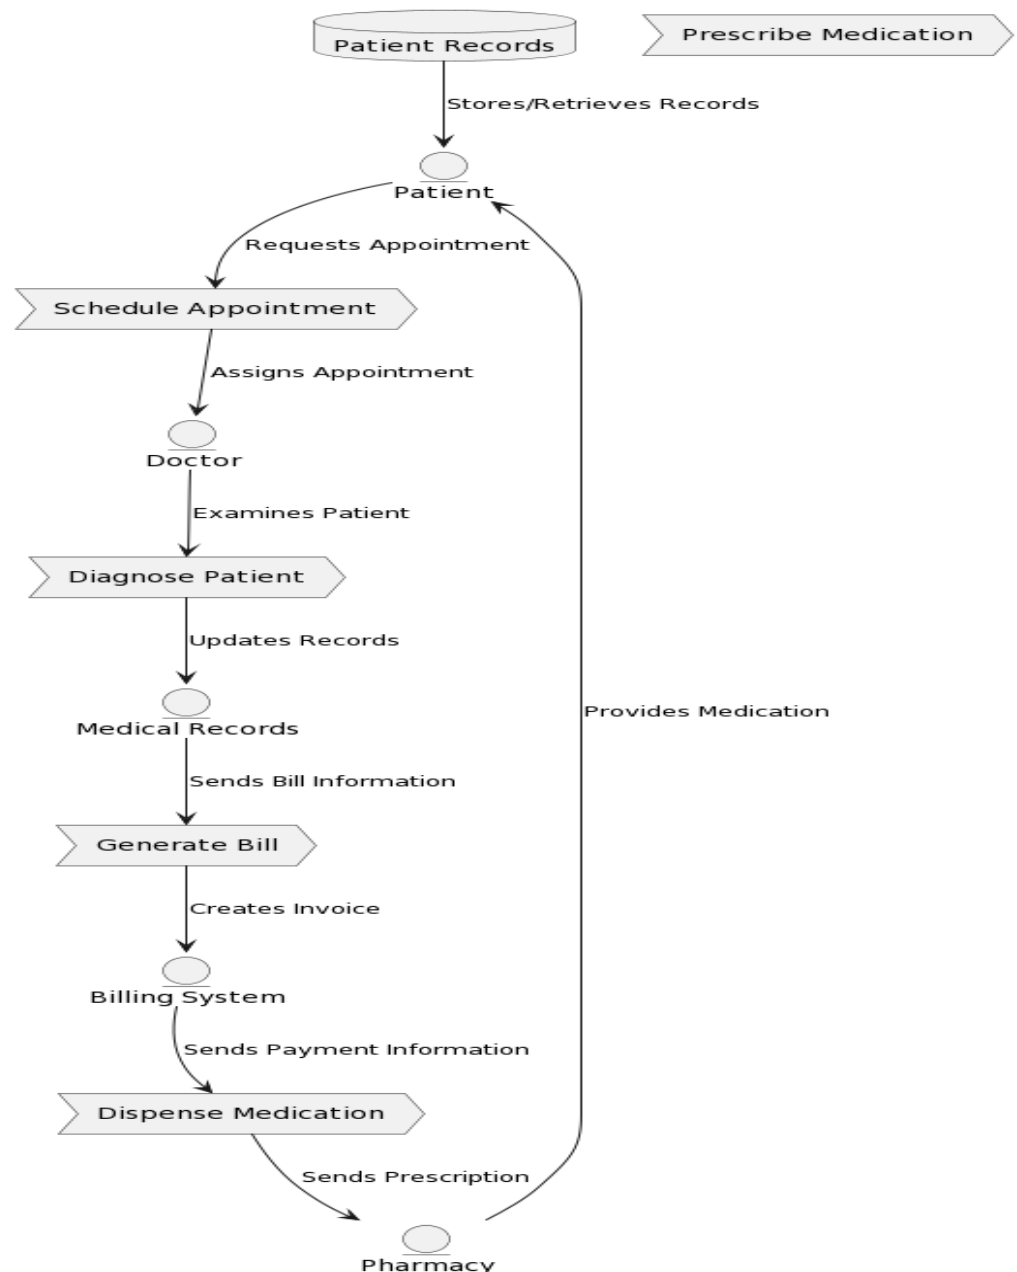 Patient Records
Prescribe Medication
Stores/Retrieves Records
Patient
Requests Appointment
Schedule Appointment
Assigns Appointment
Doctor
Examines Patient
Diagnose Patient
Updates Records
Medical Records
Provides Medication
Sends Bill Information
Generate Bill
Creates Invoice
Billing System
Sends Payment Information
Dispense Medication
Sends Prescription
Pharmacy